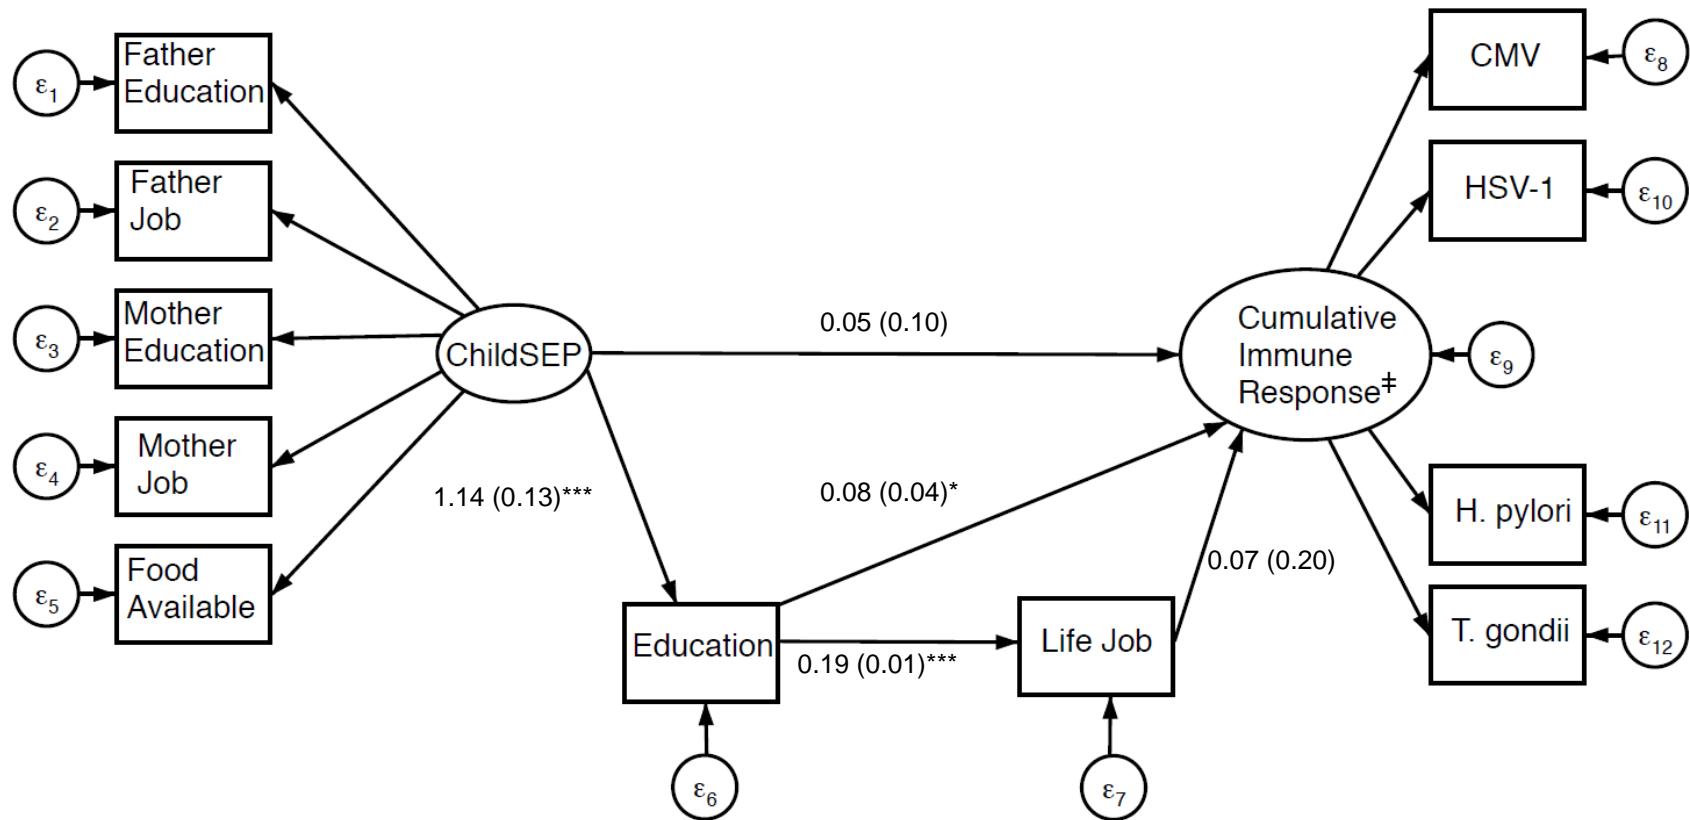 ε1
Father
Education
ε2
Father
Job
ε3
Mother
Education
ε4
Mother
Job
ε5
Food
Available
ChildSEP
0.05 (0.10)
1.14 (0.13)***
0.08 (0.04)*
0.19 (0.01)***
0.07 (0.20)
Education
Life Job
ε6
ε7
Cumulative
Immune
Response‡
ε9
CMV
ε8
HSV-1
ε10
H. pylori
ε11
T. gondii
ε12